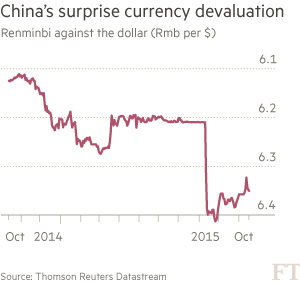 China's surprise currency devaluation
Renminbi against the dollar (Rmb per $)
6.1
6.2
6.3
6.4
Oct 2014 2015 Oct
Source: Thomson Reuters Datastream
FT